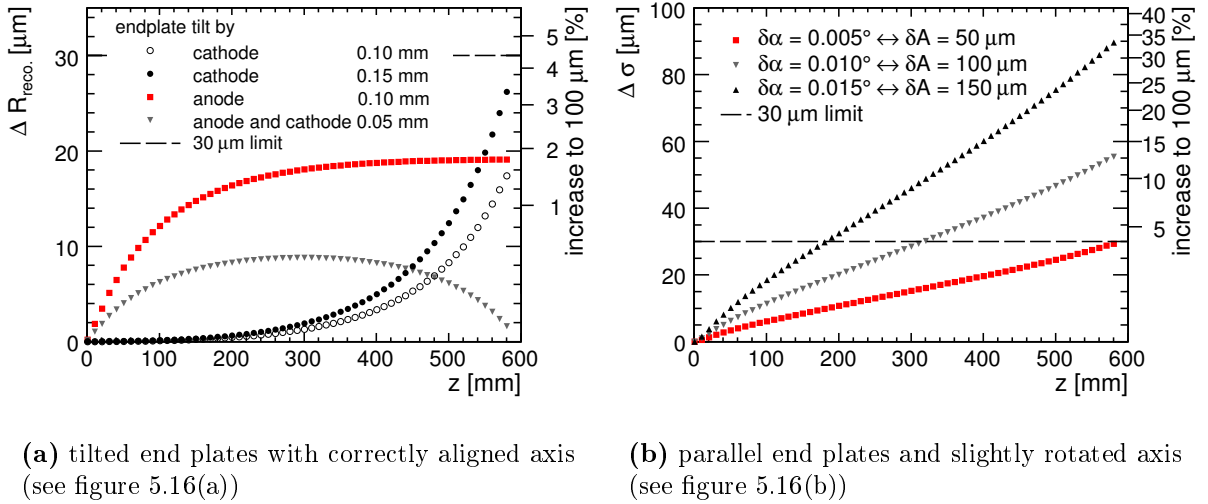 Δ R_reco. [μm]
30
20
10
0
endplate tilt by
cathode 0.10 mm
cathode 0.15 mm
anode 0.10 mm
anode and cathode 0.05 mm
30 μm limit
5
4
3
2
1
increase to 100 μm [%]
0 100 200 300 400 500 600
z [mm]
Δ σ [μm]
100
80
60
40
20
0
δα = 0.005° ↔ δA = 50 μm
δα = 0.010° ↔ δA = 100 μm
δα = 0.015° ↔ δA = 150 μm
30 μm limit
40
35
30
25
20
15
10
5
increase to 100 μm [%]
0 100 200 300 400 500 600
z [mm]
(a) tilted end plates with correctly aligned axis
(see figure 5.16(a))
(b) parallel end plates and slightly rotated axis
(see figure 5.16(b))